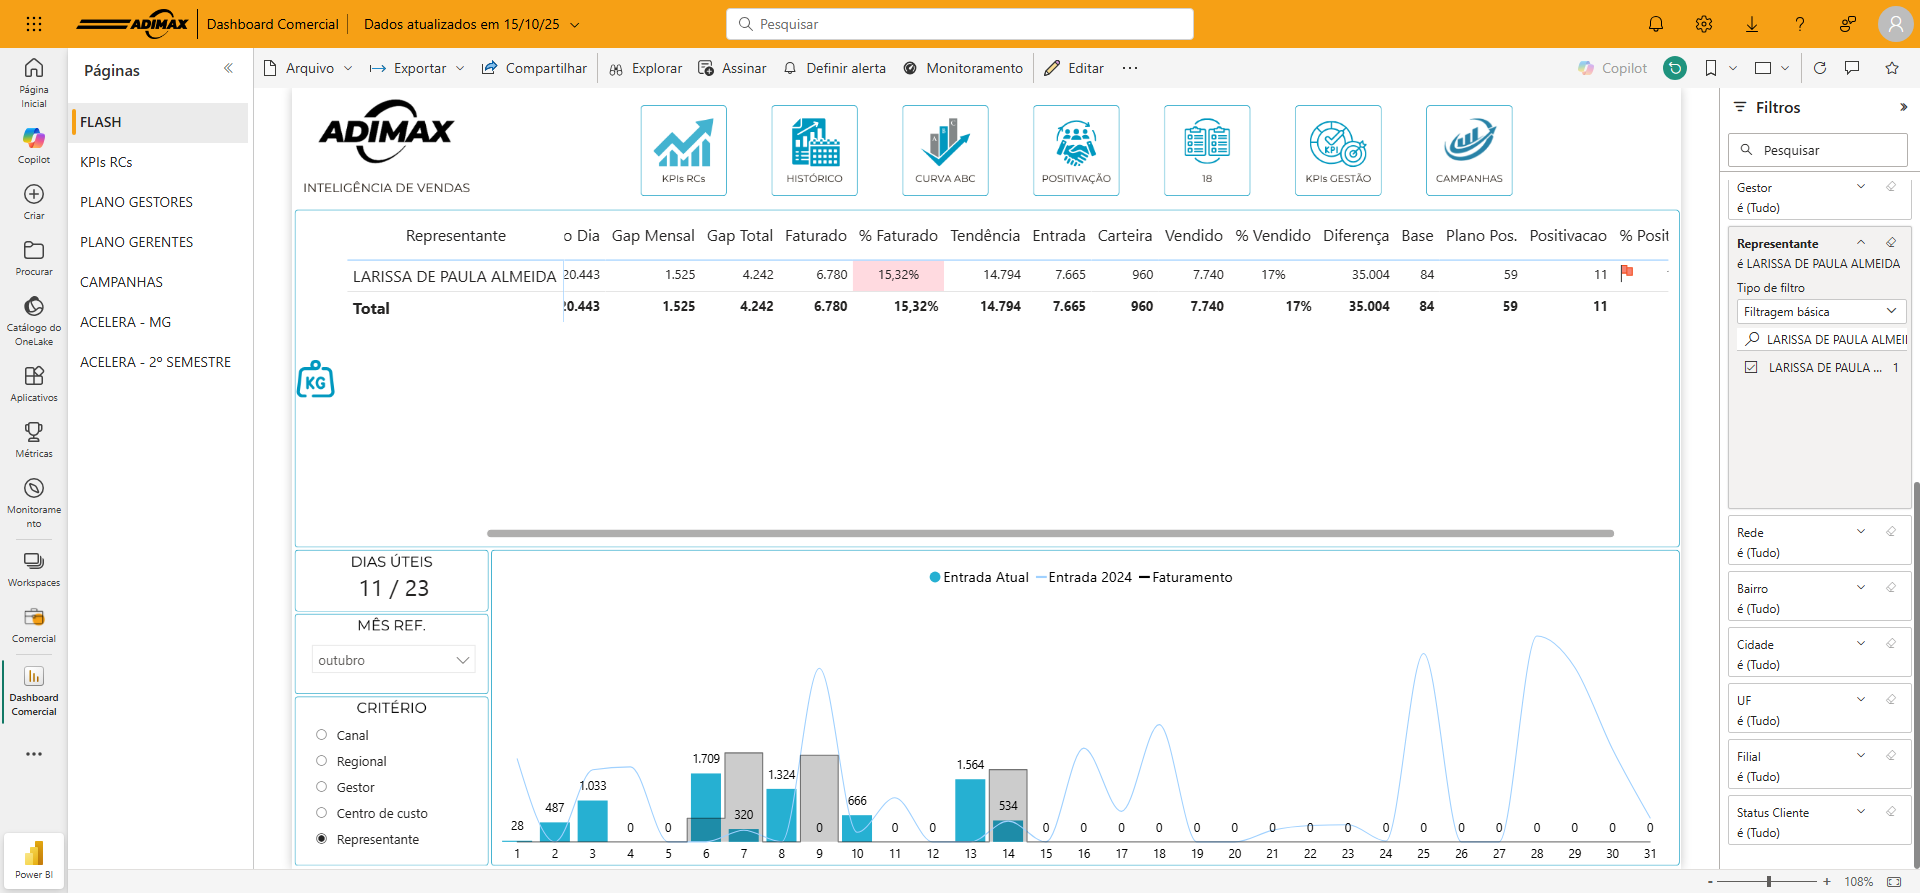 ADIMAX
Dashboard Comercial
Dados atualizados em 15/10/25
Pesquisar
Página Inicial
Copilot
Criar
Procurar
Catálogo do OneLake
Aplicativos
Métricas
Monitoramento
Workspaces
Comercial
Dashboard Comercial
Power BI
Páginas
FLASH
KPIs RCs
PLANO GESTORES
PLANO GERENTES
CAMPANHAS
ACELERA - MG
ACELERA - 2º SEMESTRE
Arquivo
Exportar
Compartilhar
Explorar
Assinar
Definir alerta
Monitoramento
Editar
Copilot
ADIMAX
INTELIGÊNCIA DE VENDAS
KPIs RCs
HISTÓRICO
A B C
CURVA ABC
POSITIVAÇÃO
18
KPI
KPIs GESTÃO
CAMPANHAS
Representante o Dia Gap Mensal Gap Total Faturado % Faturado Tendência Entrada Carteira Vendido % Vendido Diferença Base Plano Pos. Positivacao % Posit
LARISSA DE PAULA ALMEIDA 20.443 1.525 4.242 6.780 15,32% 14.794 7.665 960 7.740 17% 35.004 84 59 11
Total 20.443 1.525 4.242 6.780 15,32% 14.794 7.665 960 7.740 17% 35.004 84 59 11
KG
DIAS ÚTEIS
11 / 23
MÊS REF.
outubro
CRITÉRIO
Canal
Regional
Gestor
Centro de custo
Representante
Entrada Atual Entrada 2024 Faturamento
28 487 1.033 0 0 1.709 320 1.324 0 666 0 0 1.564 534 0 0 0 0 0 0 0 0 0 0 0 0 0 0 0 0 0
1 2 3 4 5 6 7 8 9 10 11 12 13 14 15 16 17 18 19 20 21 22 23 24 25 26 27 28 29 30 31
Filtros
Pesquisar
Gestor
é (Tudo)
Representante
é LARISSA DE PAULA ALMEIDA
Tipo de filtro
Filtragem básica
LARISSA DE PAULA ALMEI
LARISSA DE PAULA ... 1
Rede
é (Tudo)
Bairro
é (Tudo)
Cidade
é (Tudo)
UF
é (Tudo)
Filial
é (Tudo)
Status Cliente
é (Tudo)
- + 108%